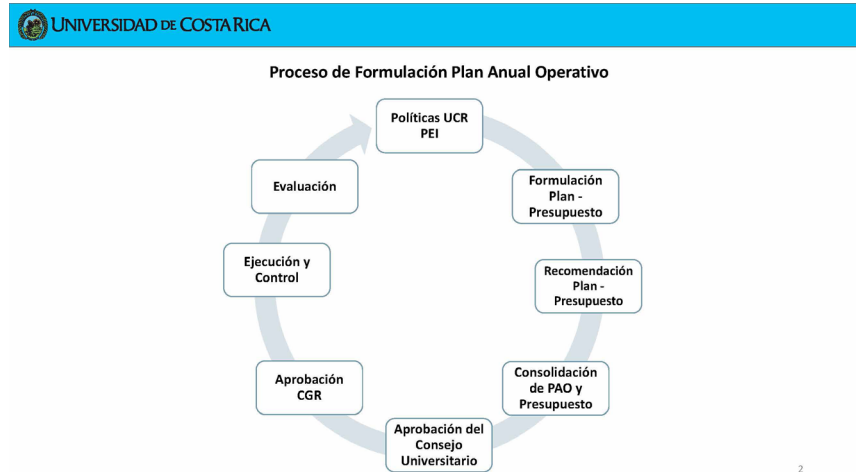 UNIVERSIDAD DE COSTA RICA
Proceso de Formulación Plan Anual Operativo
Políticas UCR
PEI
Formulación
Plan -
Presupuesto
Recomendación
Plan -
Presupuesto
Consolidación
de PAO y
Presupuesto
Aprobación del
Consejo
Universitario
Aprobación
CGR
Ejecución y
Control
Evaluación
2